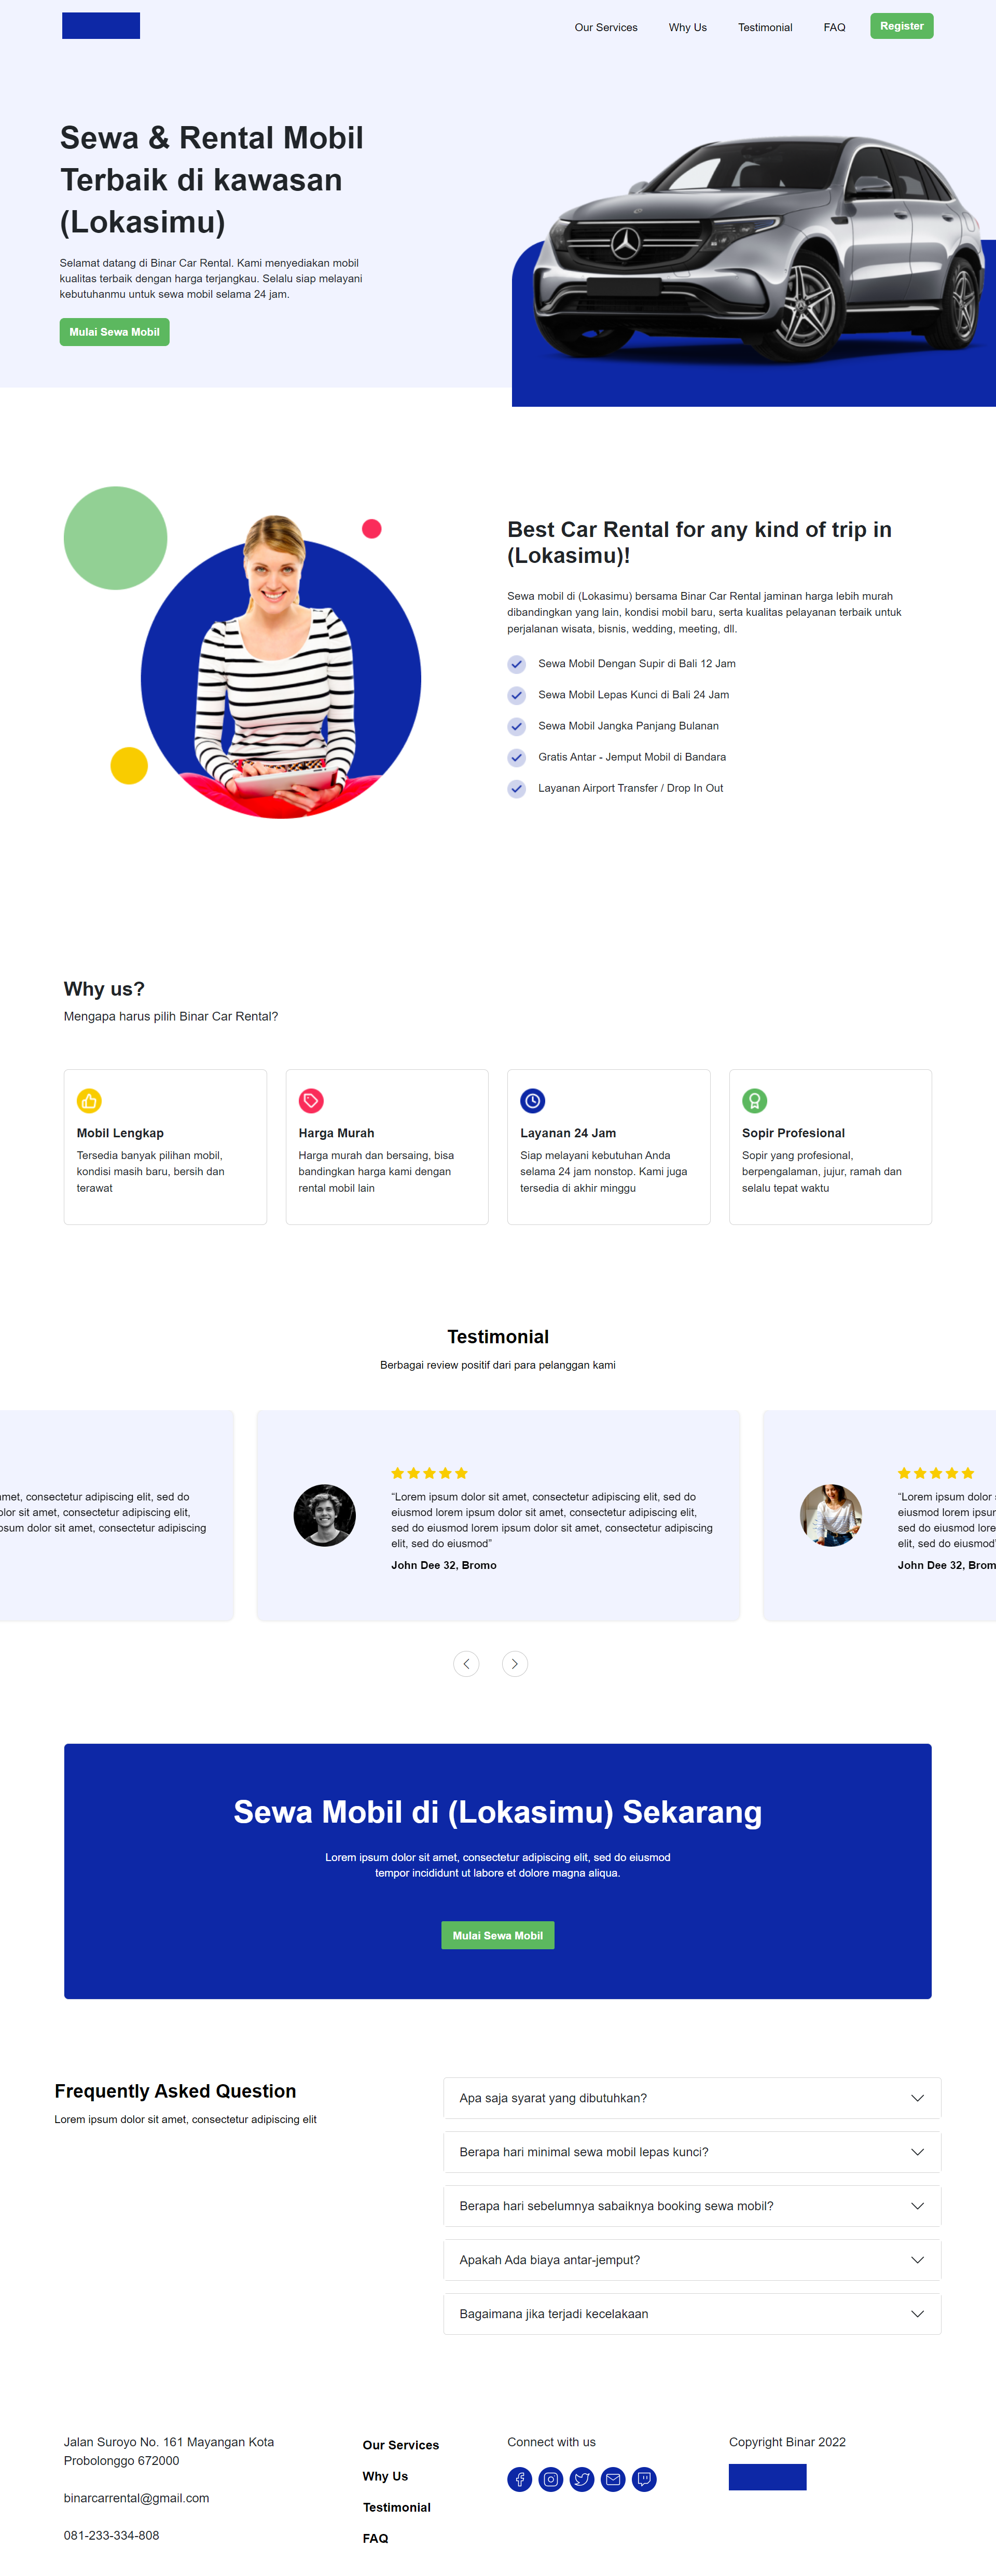 Our Services
Why Us
Testimonial
FAQ
Register
Sewa & Rental Mobil
Terbaik di kawasan
(Lokasimu)
Selamat datang di Binar Car Rental. Kami menyediakan mobil
kualitas terbaik dengan harga terjangkau. Selalu siap melayani
kebutuhanmu untuk sewa mobil selama 24 jam.
Mulai Sewa Mobil
Best Car Rental for any kind of trip in
(Lokasimu)!
Sewa mobil di (Lokasimu) bersama Binar Car Rental jaminan harga lebih murah
dibandingkan yang lain, kondisi mobil baru, serta kualitas pelayanan terbaik untuk
perjalanan wisata, bisnis, wedding, meeting, dll.
Sewa Mobil Dengan Supir di Bali 12 Jam
Sewa Mobil Lepas Kunci di Bali 24 Jam
Sewa Mobil Jangka Panjang Bulanan
Gratis Antar - Jemput Mobil di Bandara
Layanan Airport Transfer / Drop In Out
Why us?
Mengapa harus pilih Binar Car Rental?
Mobil Lengkap
Tersedia banyak pilihan mobil,
kondisi masih baru, bersih dan
terawat
Harga Murah
Harga murah dan bersaing, bisa
bandingkan harga kami dengan
rental mobil lain
Layanan 24 Jam
Siap melayani kebutuhan Anda
selama 24 jam nonstop. Kami juga
tersedia di akhir minggu
Sopir Profesional
Sopir yang profesional,
berpengalaman, jujur, ramah dan
selalu tepat waktu
Testimonial
Berbagai review positif dari para pelanggan kami
amet, consectetur adipiscing elit, sed do
dolor sit amet, consectetur adipiscing elit,
ipsum dolor sit amet, consectetur adipiscing
“Lorem ipsum dolor sit amet, consectetur adipiscing elit, sed do
eiusmod lorem ipsum dolor sit amet, consectetur adipiscing elit,
sed do eiusmod lorem ipsum dolor sit amet, consectetur adipiscing
elit, sed do eiusmod”
John Dee 32, Bromo
“Lorem ipsum dolor
eiusmod lorem ipsum
sed do eiusmod lore
elit, sed do eiusmod”
John Dee 32, Brom
Sewa Mobil di (Lokasimu) Sekarang
Lorem ipsum dolor sit amet, consectetur adipiscing elit, sed do eiusmod
tempor incididunt ut labore et dolore magna aliqua.
Mulai Sewa Mobil
Frequently Asked Question
Lorem ipsum dolor sit amet, consectetur adipiscing elit
Apa saja syarat yang dibutuhkan?
Berapa hari minimal sewa mobil lepas kunci?
Berapa hari sebelumnya sabaiknya booking sewa mobil?
Apakah Ada biaya antar-jemput?
Bagaimana jika terjadi kecelakaan
Jalan Suroyo No. 161 Mayangan Kota
Probolonggo 672000
binarcarrental@gmail.com
081-233-334-808
Our Services
Why Us
Testimonial
FAQ
Connect with us
Copyright Binar 2022